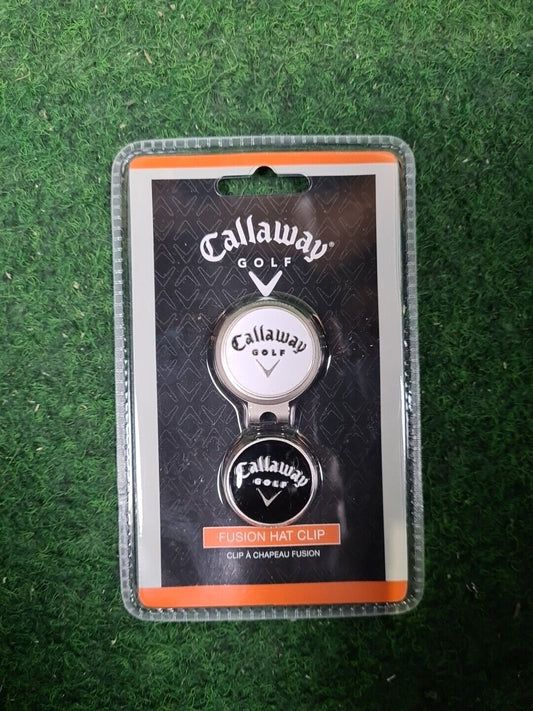 Callaway®
GOLF
Callaway
GOLF
Callaway
GOLF
FUSION HAT CLIP
CLIP À CHAPEAU FUSION